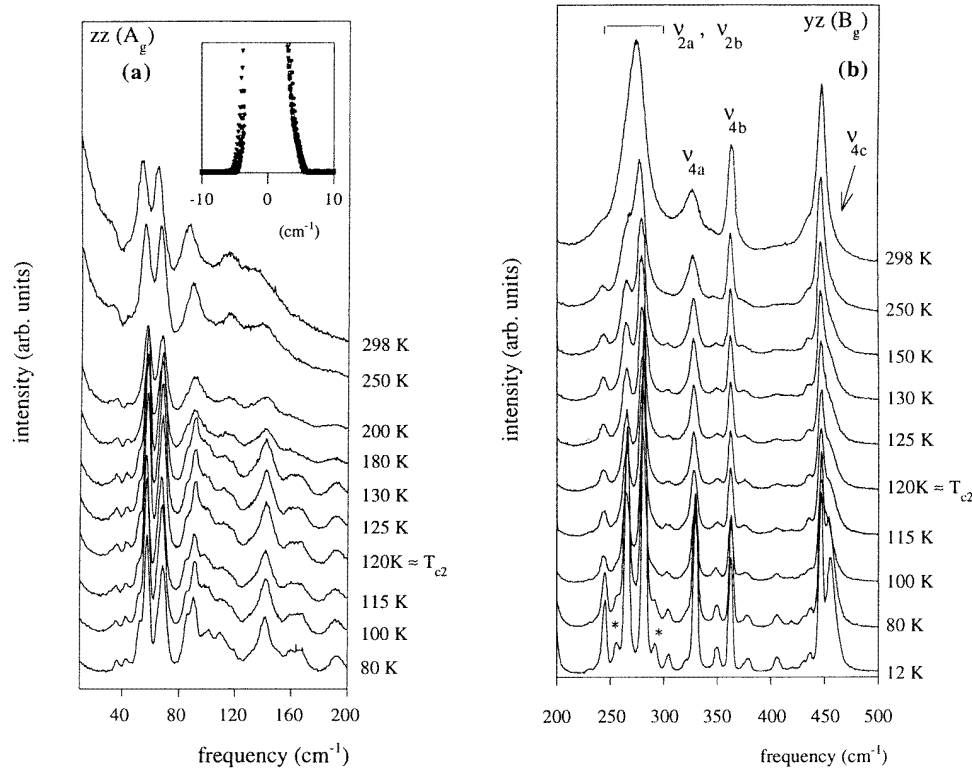 zz (A_g)
(a)
-10 0 10
(cm⁻¹)
intensity (arb. units)
298 K
250 K
200 K
180 K
130 K
125 K
120K ≈ T_c2
115 K
100 K
80 K
40 80 120 160 200
frequency (cm⁻¹)
yz (B_g)
(b)
ν_2a , ν_2b
ν_4b
ν_4a
ν_4c
intensity (arb. units)
298 K
250 K
150 K
130 K
125 K
120K ≈ T_c2
115 K
100 K
80 K
12 K
* *
200 250 300 350 400 450 500
frequency (cm⁻¹)